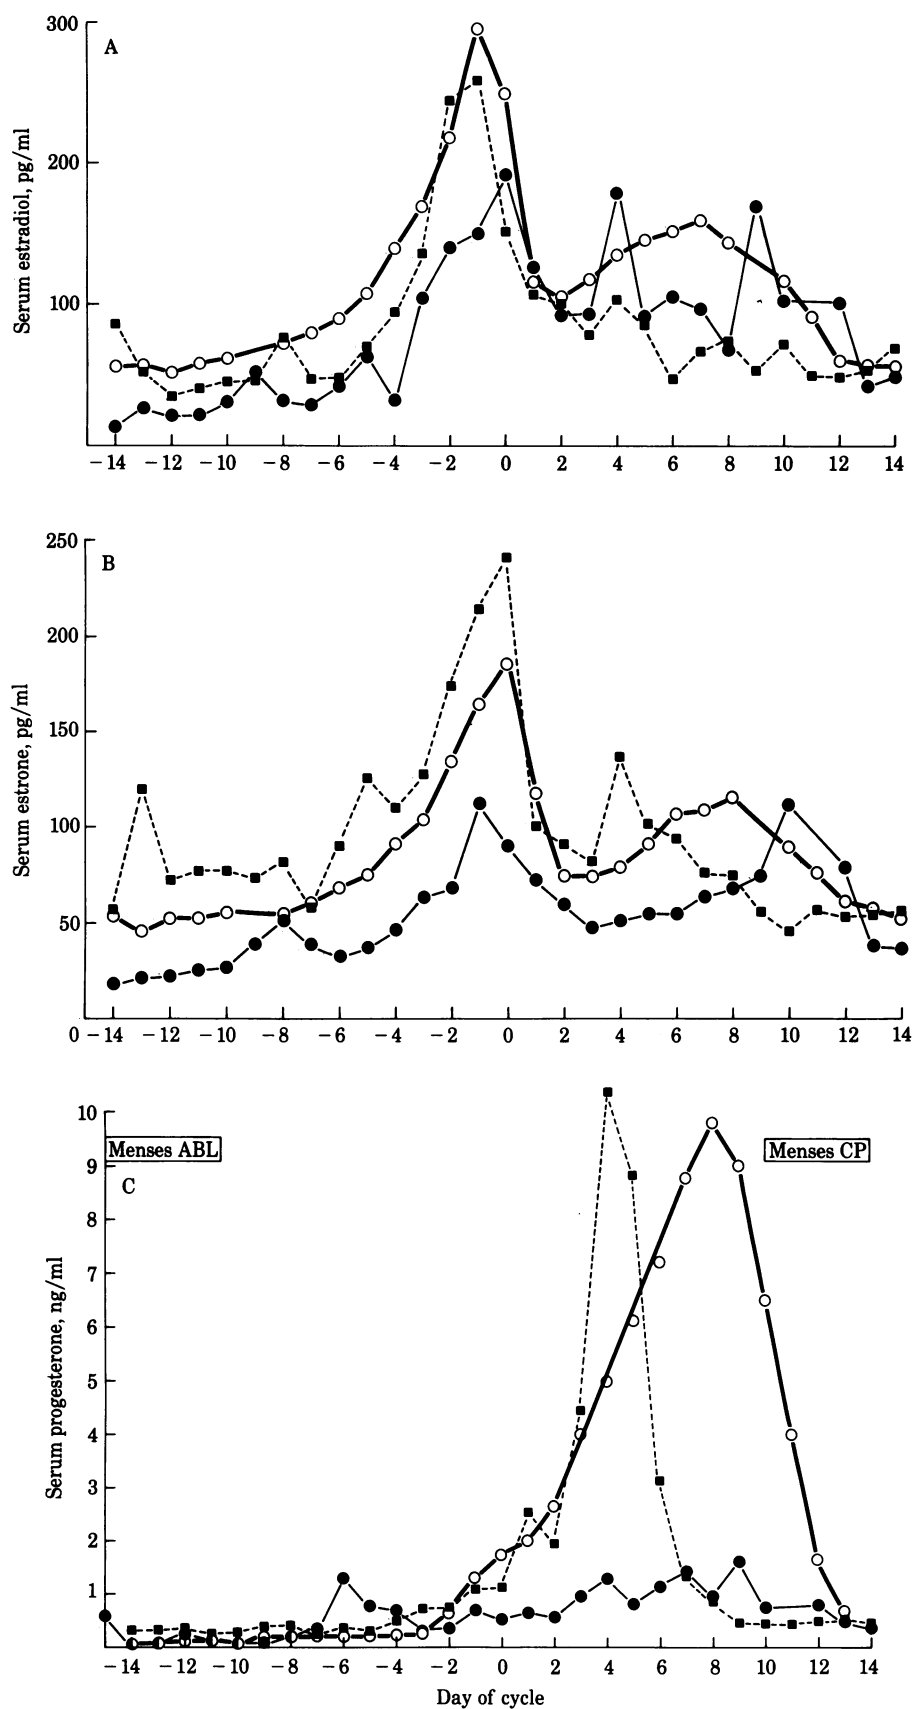 A
Serum estradiol, pg/ml
300
200
100
−14 −12 −10 −8 −6 −4 −2 0 2 4 6 8 10 12 14
B
Serum estrone, pg/ml
250
200
150
100
50
0 −14 −12 −10 −8 −6 −4 −2 0 2 4 6 8 10 12 14
Menses ABL
Menses CP
C
Serum progesterone, ng/ml
10
9
8
7
6
5
4
3
2
1
−14 −12 −10 −8 −6 −4 −2 0 2 4 6 8 10 12 14
Day of cycle